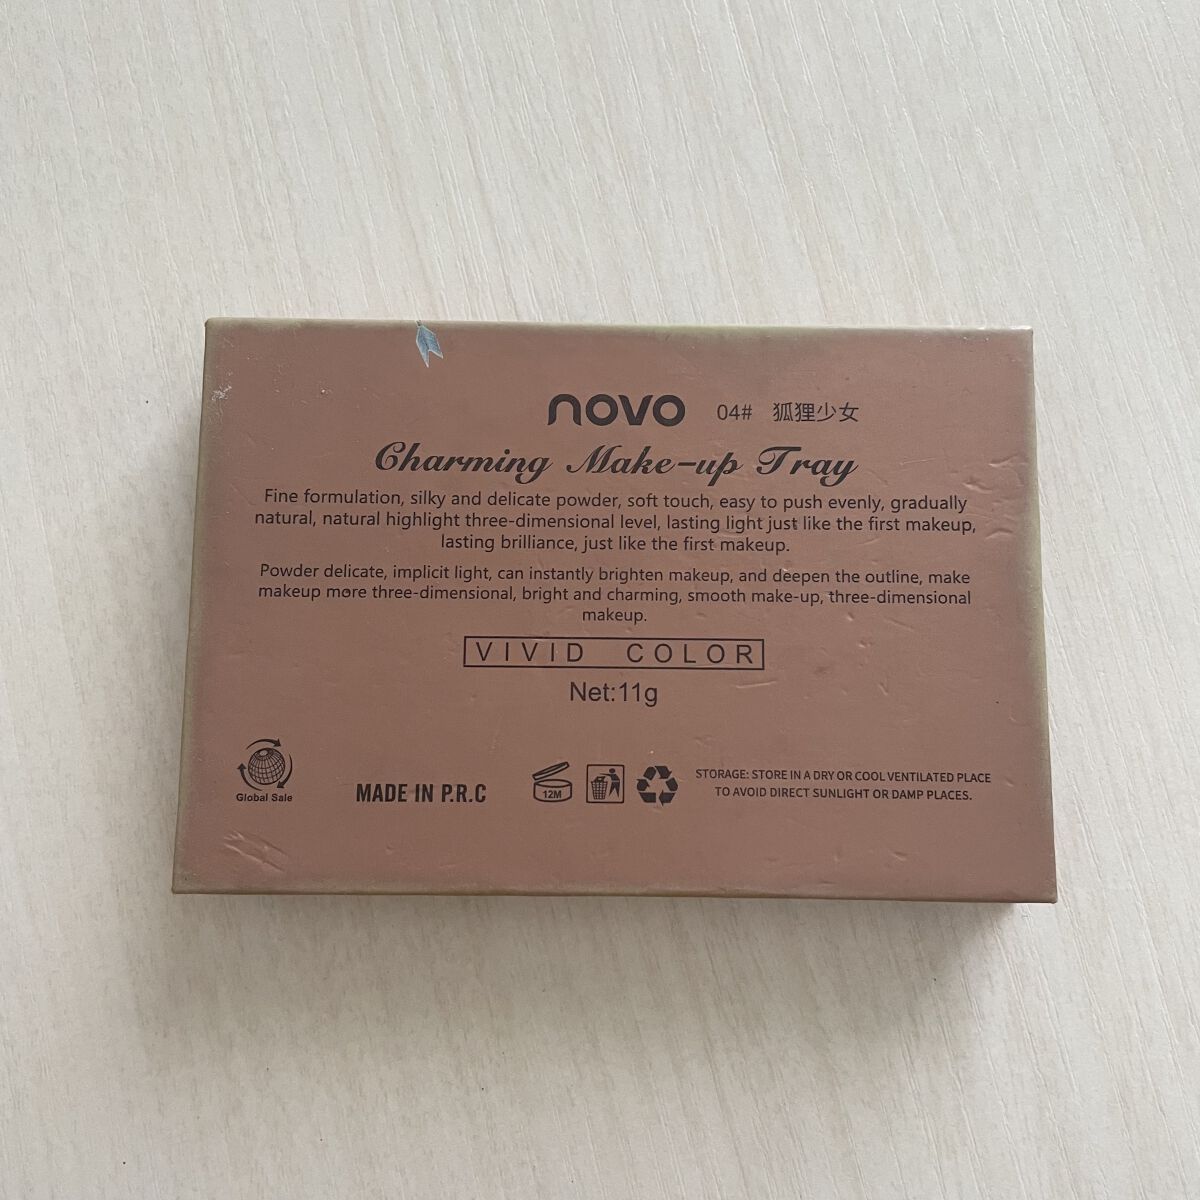 novo 04# 狐狸少女
Charming Make-up Tray
Fine formulation, silky and delicate powder, soft touch, easy to push evenly, gradually
natural, natural highlight three-dimensional level, lasting light just like the first makeup,
lasting brilliance, just like the first makeup.
Powder delicate, implicit light, can instantly brighten makeup, and deepen the outline, make
makeup more three-dimensional, bright and charming, smooth make-up, three-dimensional
makeup.
VIVID COLOR
Net:11g
Global Sale
MADE IN P.R.C
12M
STORAGE: STORE IN A DRY OR COOL VENTILATED PLACE
TO AVOID DIRECT SUNLIGHT OR DAMP PLACES.